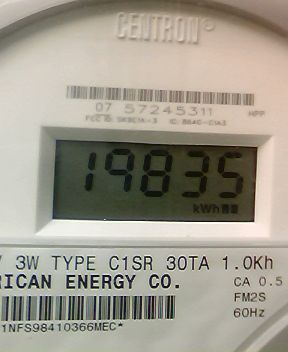 CENTRON®
07 57245311 HPP
19835
kWh
V 3W TYPE C1SR 30TA 1.0Kh
RICAN ENERGY CO. CA 0.5
FM2S
60Hz
1NFS98410366MEC*